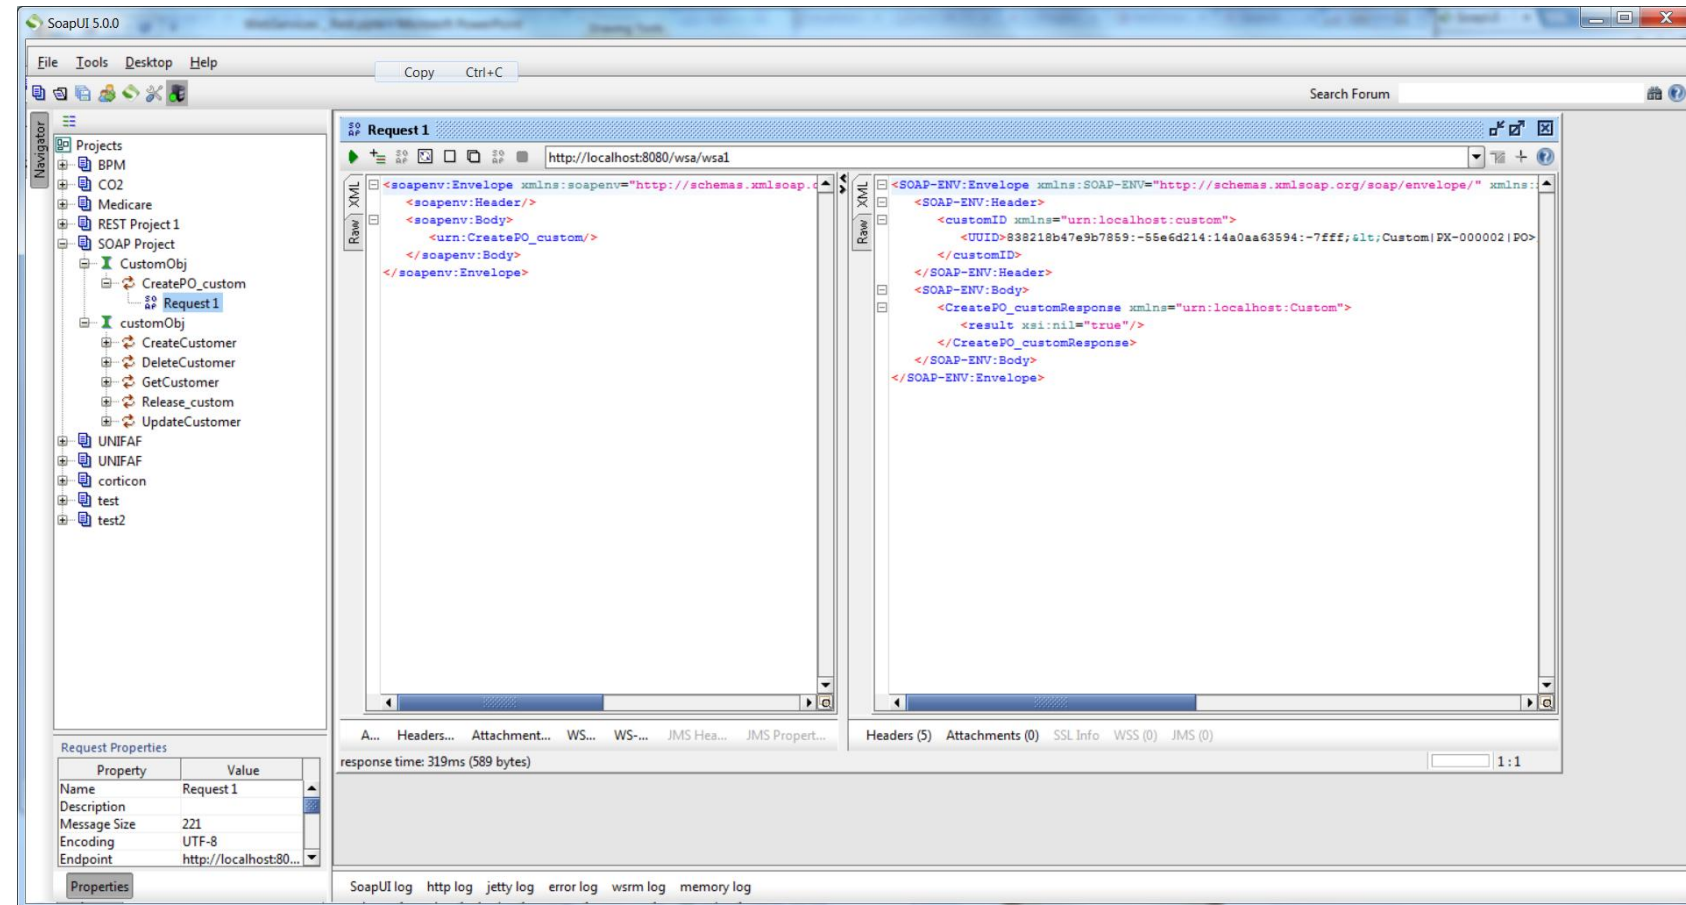 SoapUI 5.0.0
File Tools Desktop Help
Copy Ctrl+C
Search Forum
Navigator
Projects
BPM
CO2
Medicare
REST Project 1
SOAP Project
CustomObj
CreatePO_custom
Request 1
customObj
CreateCustomer
DeleteCustomer
GetCustomer
Release_custom
UpdateCustomer
UNIFAF
UNIFAF
corticon
test
test2
Request Properties
Property Value
Name Request 1
Description
Message Size 221
Encoding UTF-8
Endpoint http://localhost:80...
Properties
Request 1
http://localhost:8080/wsa/wsa1
XML
Raw
<soapenv:Envelope xmlns:soapenv="http://schemas.xmlsoap.o
<soapenv:Header/>
<soapenv:Body>
<urn:CreatePO_custom/>
</soapenv:Body>
</soapenv:Envelope>
A... Headers... Attachment... WS... WS-... JMS Hea... JMS Propert...
XML
Raw
<SOAP-ENV:Envelope xmlns:SOAP-ENV="http://schemas.xmlsoap.org/soap/envelope/" xmlns:
<SOAP-ENV:Header>
<customID xmlns="urn:localhost:custom">
<UUID>838218b47e9b7859:-55e6d214:14a0aa63594:-7fff;&lt;Custom|PX-000002|PO>
</customID>
</SOAP-ENV:Header>
<SOAP-ENV:Body>
<CreatePO_customResponse xmlns="urn:localhost:Custom">
<result xsi:nil="true"/>
</CreatePO_customResponse>
</SOAP-ENV:Body>
</SOAP-ENV:Envelope>
Headers (5) Attachments (0) SSL Info WSS (0) JMS (0)
response time: 319ms (589 bytes)
1 : 1
SoapUI log http log jetty log error log wsrm log memory log